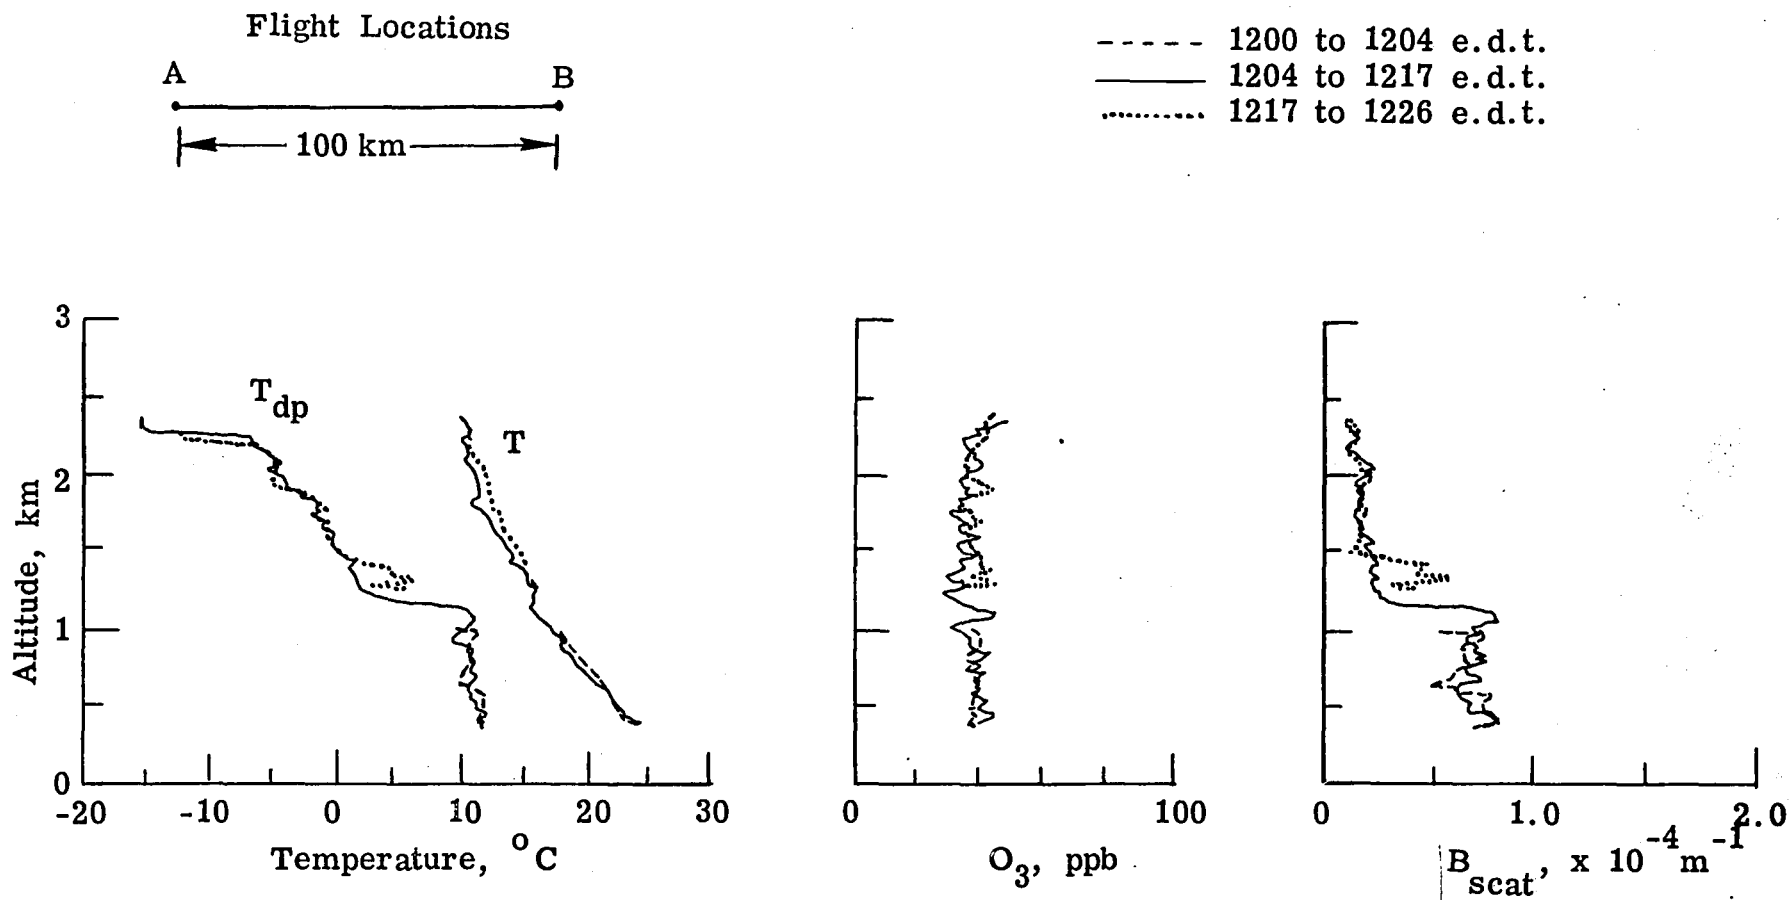 Flight Locations
A B
100 km
1200 to 1204 e.d.t.
1204 to 1217 e.d.t.
1217 to 1226 e.d.t.
3
2
1
0
Altitude, km
T_dp
T
-20 -10 0 10 20 30
Temperature, °C
0 100
O₃, ppb
0 1.0 2.0
B_scat, x 10⁻⁴ m⁻¹